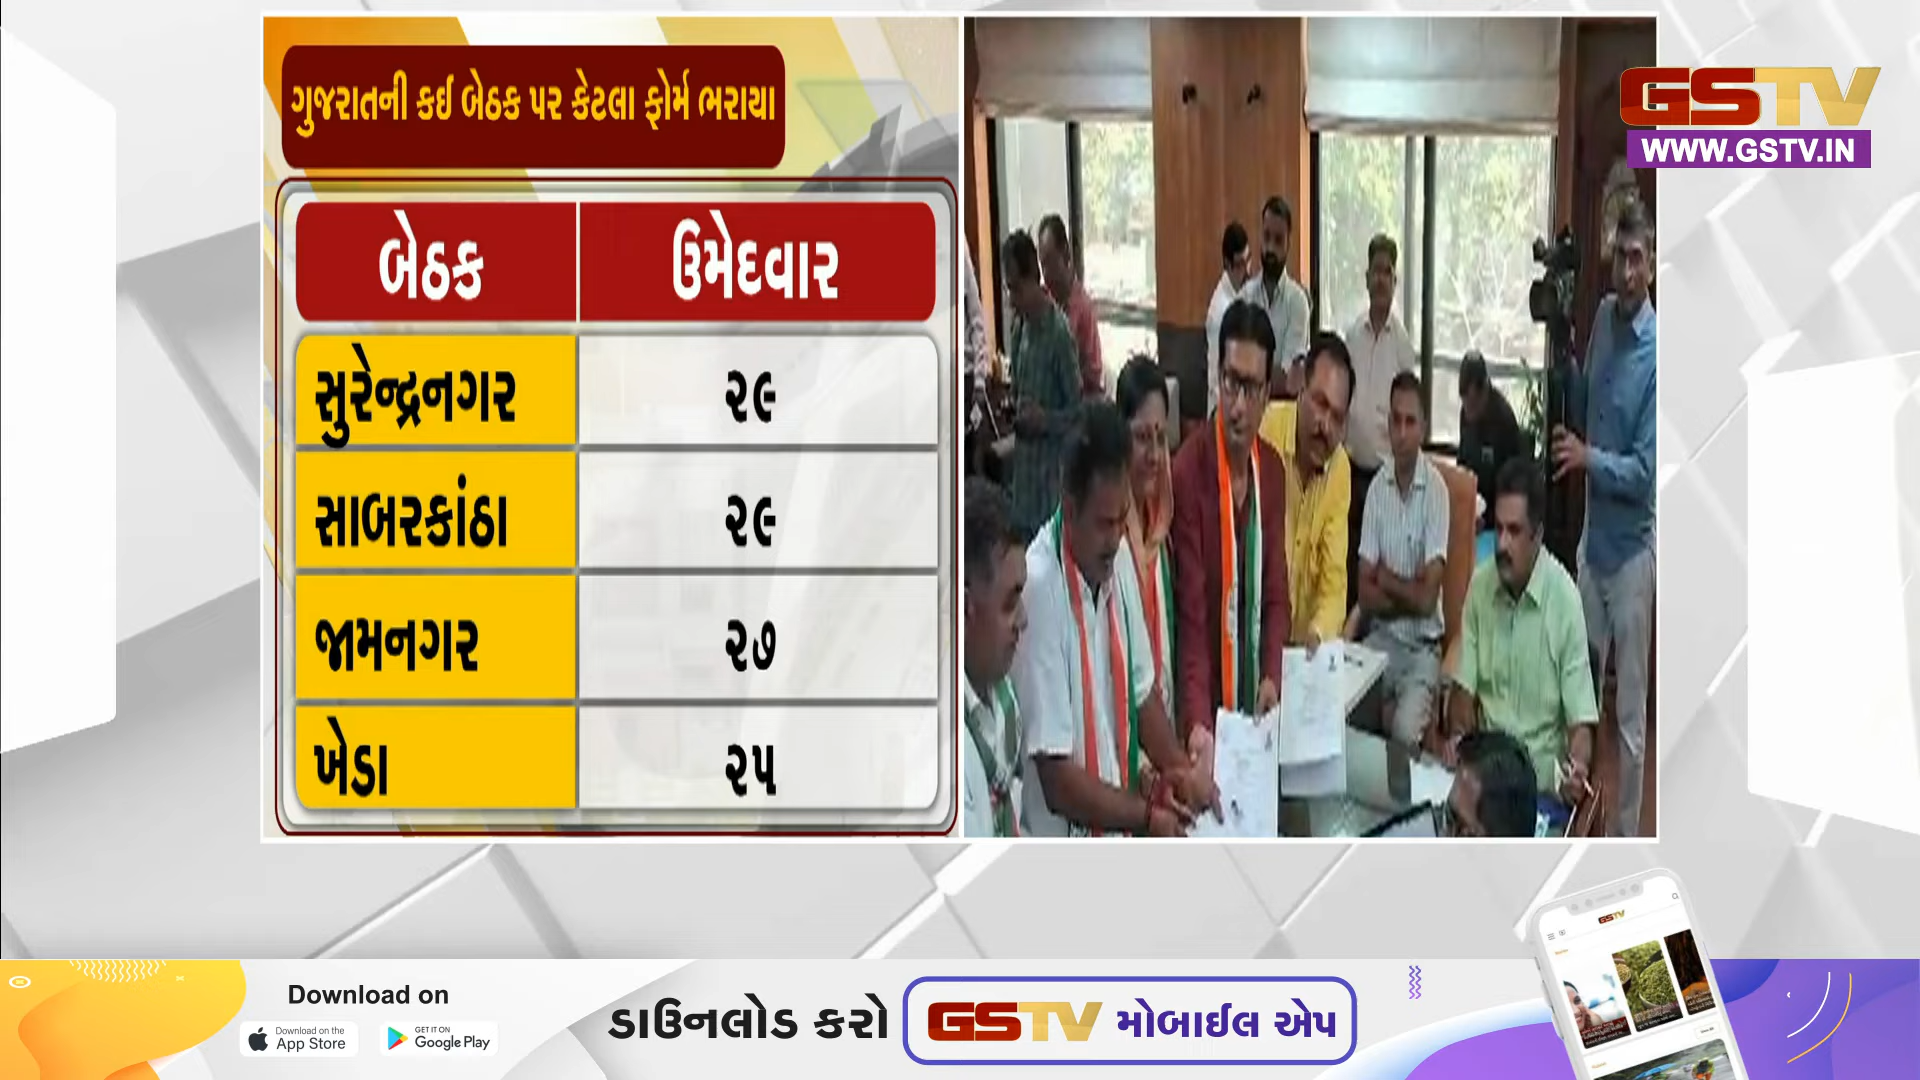 ગુજરાતની કઈ બેઠક પર કેટલા ફોર્મ ભરાયા
બેઠક ઉમેદવાર
સુરેન્દ્રનગર ૨૯
સાબરકાંઠા ૨૯
જામનગર ૨૭
ખેડા ૨૫
GSTV
WWW.GSTV.IN
Download on
Download on the
App Store
GET IT ON
Google Play
ડાઉનલોડ કરો GSTV મોબાઈલ એપ
GSTV